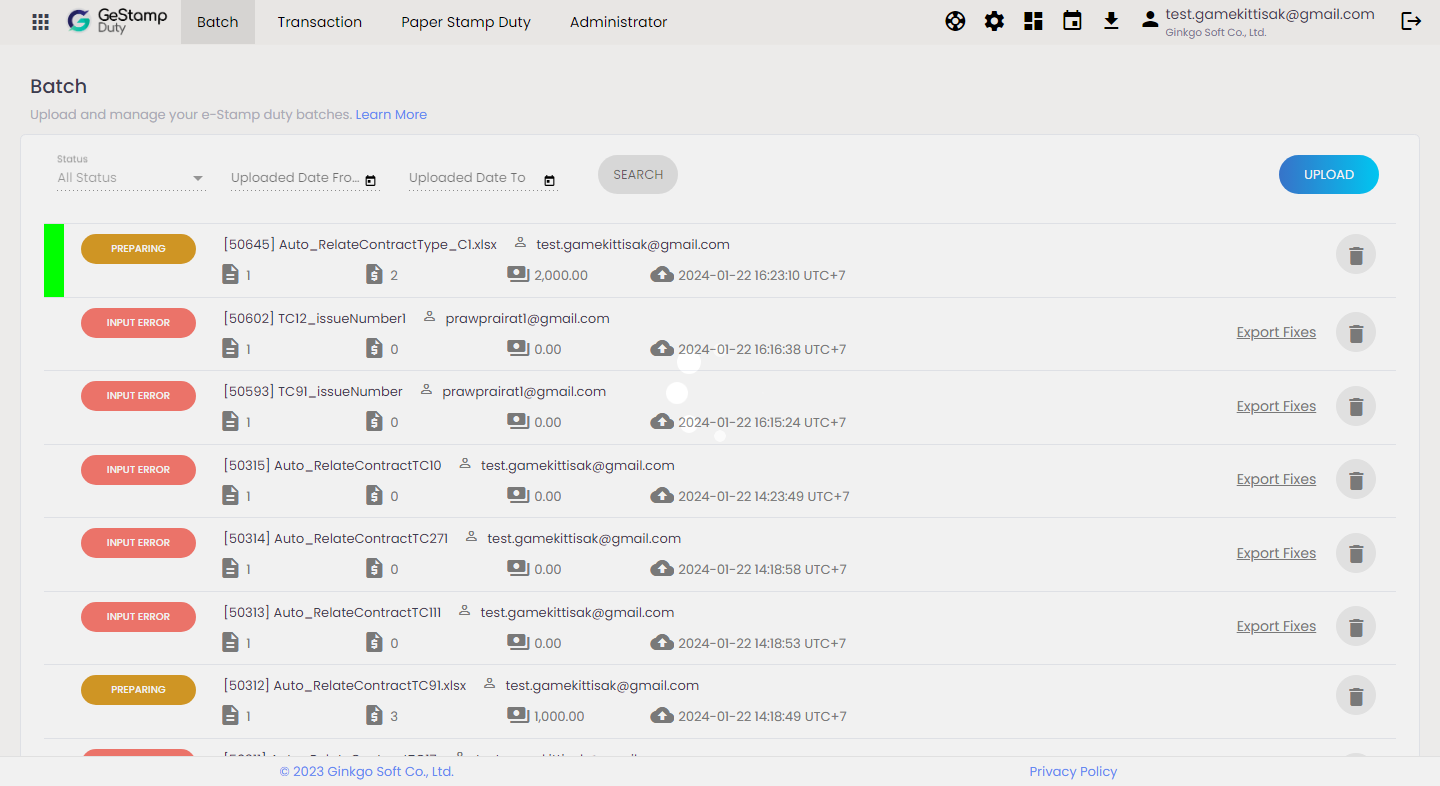 GeStamp
Duty
Batch
Transaction
Paper Stamp Duty
Administrator
test.gamekittisak@gmail.com
Ginkgo Soft Co., Ltd.
Batch
Upload and manage your e-Stamp duty batches. Learn More
Status
All Status
Uploaded Date Fro...
Uploaded Date To
SEARCH
UPLOAD
PREPARING
[50645] Auto_RelateContractType_C1.xlsx
test.gamekittisak@gmail.com
1
2
2,000.00
2024-01-22 16:23:10 UTC+7
INPUT ERROR
[50602] TC12_issueNumber1
prawprairat1@gmail.com
1
0
0.00
2024-01-22 16:16:38 UTC+7
Export Fixes
INPUT ERROR
[50593] TC91_issueNumber
prawprairat1@gmail.com
1
0
0.00
2024-01-22 16:15:24 UTC+7
Export Fixes
INPUT ERROR
[50315] Auto_RelateContractTC10
test.gamekittisak@gmail.com
1
0
0.00
2024-01-22 14:23:49 UTC+7
Export Fixes
INPUT ERROR
[50314] Auto_RelateContractTC271
test.gamekittisak@gmail.com
1
0
0.00
2024-01-22 14:18:58 UTC+7
Export Fixes
INPUT ERROR
[50313] Auto_RelateContractTC111
test.gamekittisak@gmail.com
1
0
0.00
2024-01-22 14:18:53 UTC+7
Export Fixes
PREPARING
[50312] Auto_RelateContractTC91.xlsx
test.gamekittisak@gmail.com
1
3
1,000.00
2024-01-22 14:18:49 UTC+7
© 2023 Ginkgo Soft Co., Ltd.
Privacy Policy